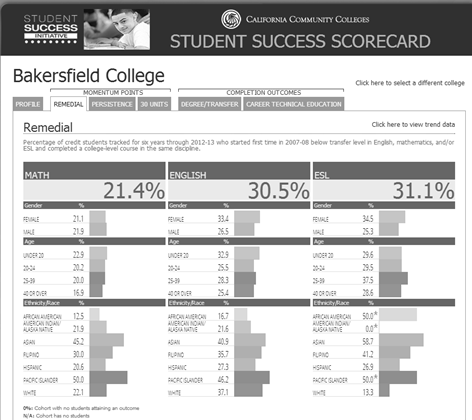 STUDENT
SUCCESS
INITIATIVE
CALIFORNIA COMMUNITY COLLEGES
STUDENT SUCCESS SCORECARD
Bakersfield College
Click here to select a different college
MOMENTUM POINTS COMPLETION OUTCOMES
PROFILE REMEDIAL PERSISTENCE 30 UNITS DEGREE/TRANSFER CAREER TECHNICAL EDUCATION
Remedial
Click here to view trend data
Percentage of credit students tracked for six years through 2012-13 who started first time in 2007-08 below transfer level in English, mathematics, and/or
ESL and completed a college-level course in the same discipline.
MATH ENGLISH ESL
21.4% 30.5% 31.1%
Gender % Gender % Gender %
FEMALE 21.1 FEMALE 33.4 FEMALE 34.5
MALE 21.9 MALE 26.5 MALE 25.3
Age % Age % Age %
UNDER 20 22.9 UNDER 20 32.9 UNDER 20 29.6
20-24 20.2 20-24 25.5 20-24 29.5
25-39 20.0 25-39 28.3 25-39 37.5
40 OR OVER 16.9 40 OR OVER 25.4 40 OR OVER 28.6
Ethnicity/Race % Ethnicity/Race % Ethnicity/Race %
AFRICAN AMERICAN 12.5 AFRICAN AMERICAN 16.7 AFRICAN AMERICAN 50.0*
AMERICAN INDIAN/ AMERICAN INDIAN/ AMERICAN INDIAN/
ALASKA NATIVE 21.9 ALASKA NATIVE 21.6 ALASKA NATIVE 0.0*
ASIAN 45.2 ASIAN 40.9 ASIAN 58.7
FILIPINO 30.0 FILIPINO 35.7 FILIPINO 41.2
HISPANIC 20.6 HISPANIC 27.3 HISPANIC 26.9
PACIFIC ISLANDER 50.0 PACIFIC ISLANDER 46.2 PACIFIC ISLANDER 50.0*
WHITE 22.1 WHITE 37.1 WHITE 13.3
0%: Cohort with no students attaining an outcome
N/A: Cohort has no students